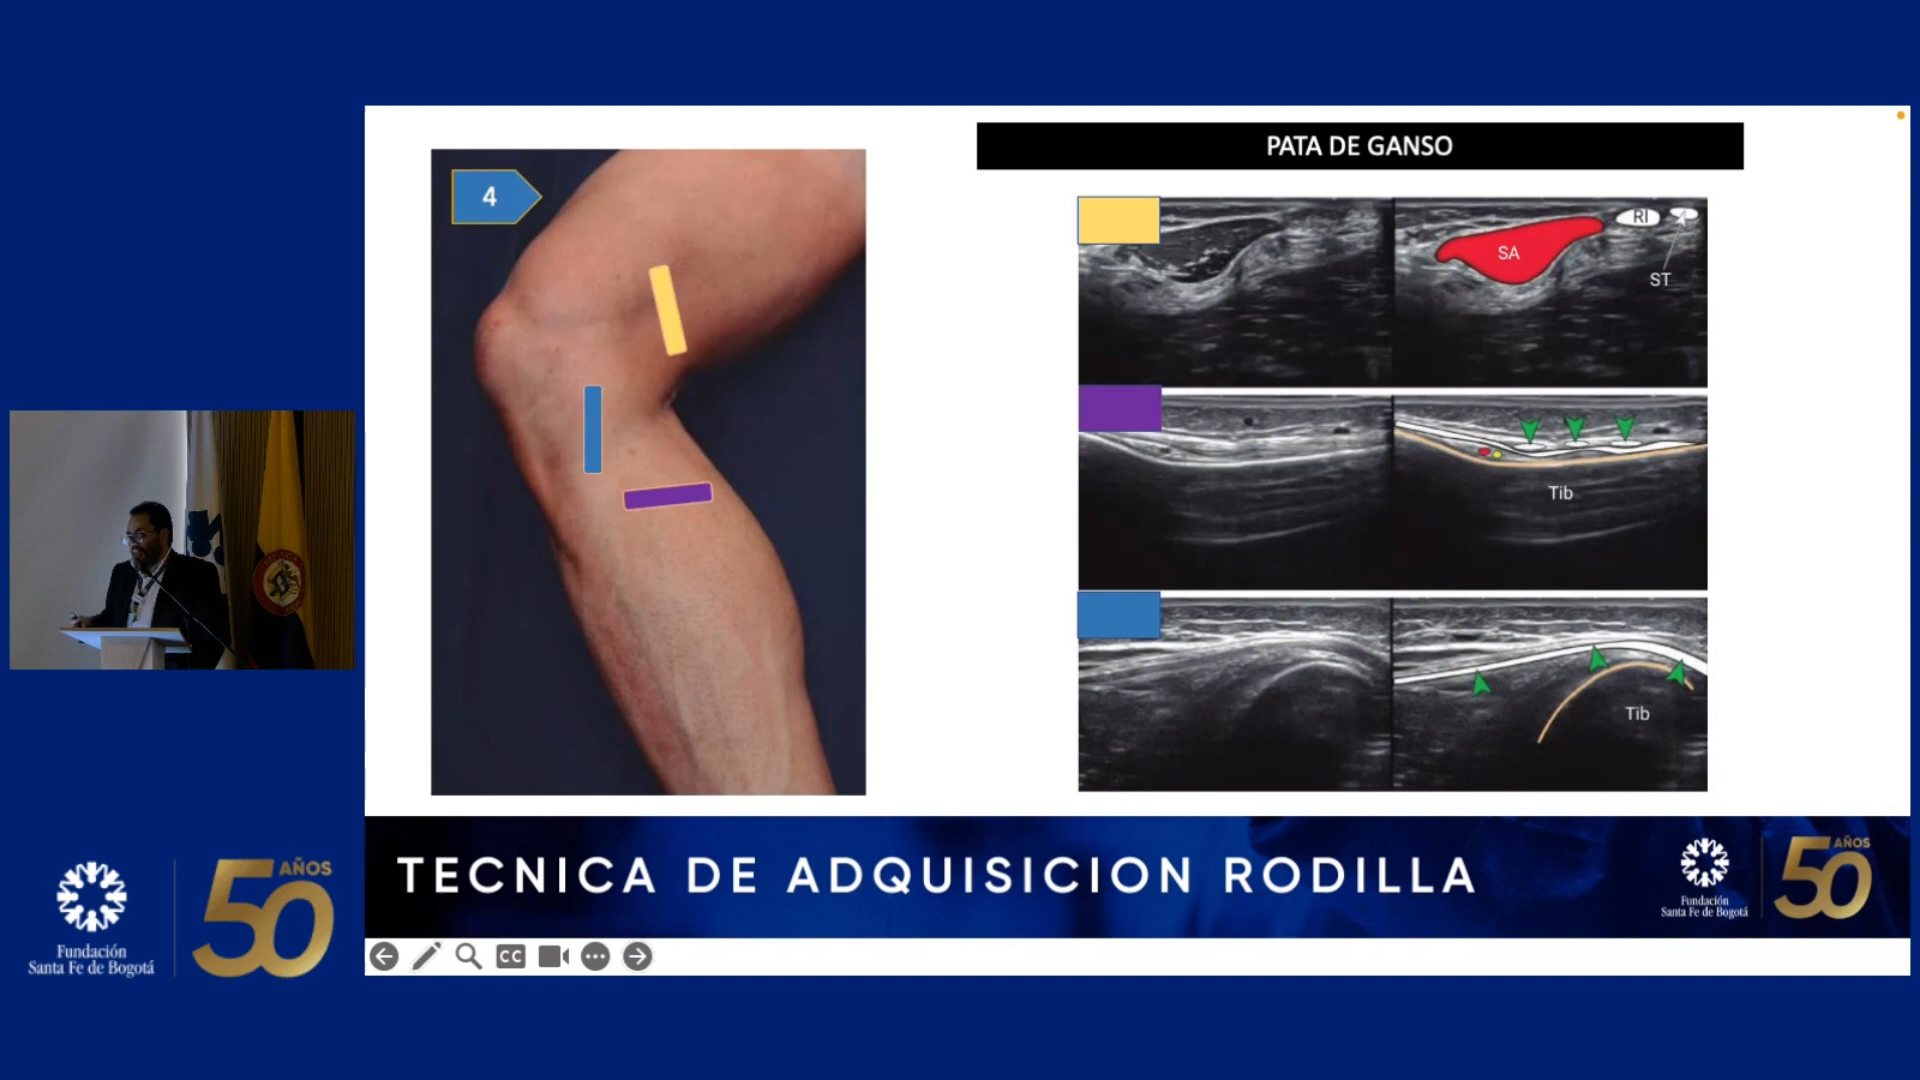 PATA DE GANSO
4
SA
RI
ST
Tib
Tib
TECNICA DE ADQUISICION RODILLA
Fundación
Santa Fe de Bogotá
50 AÑOS
Fundación
Santa Fe de Bogotá
50 AÑOS
CC